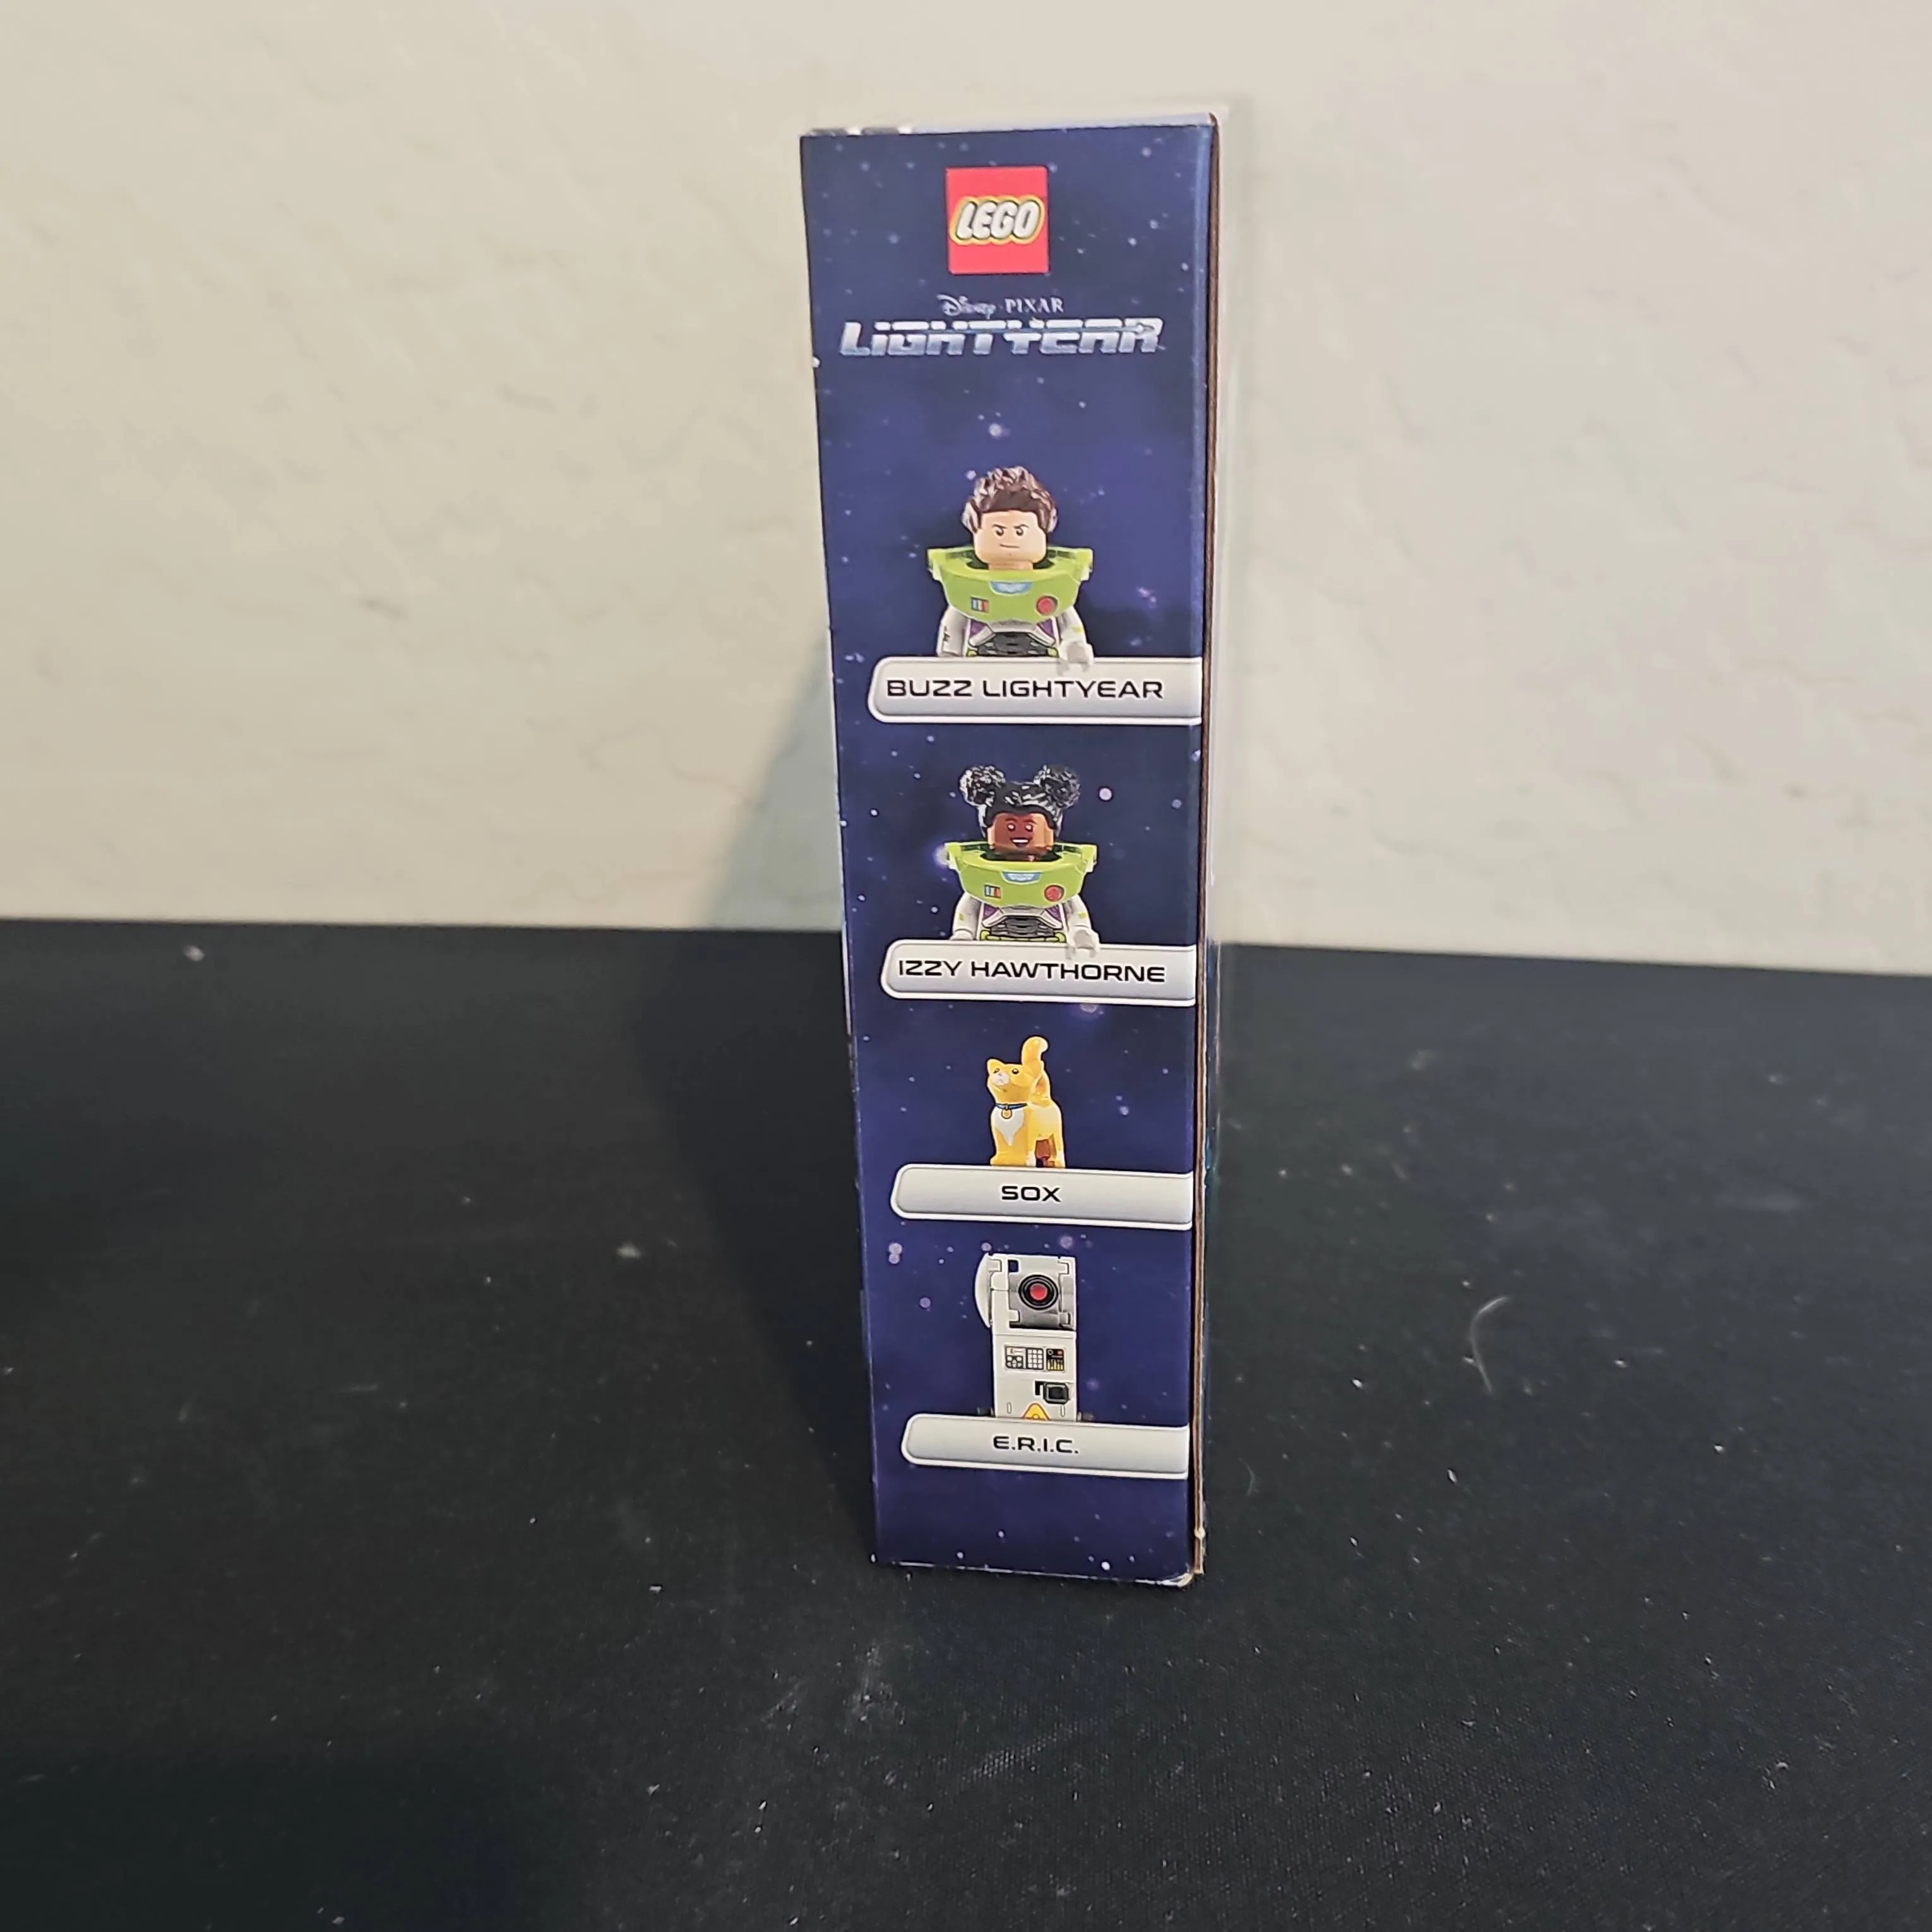 LEGO
Disney PIXAR
LIGHTYEAR
BUZZ LIGHTYEAR
IZZY HAWTHORNE
SOX
E.R.I.C.